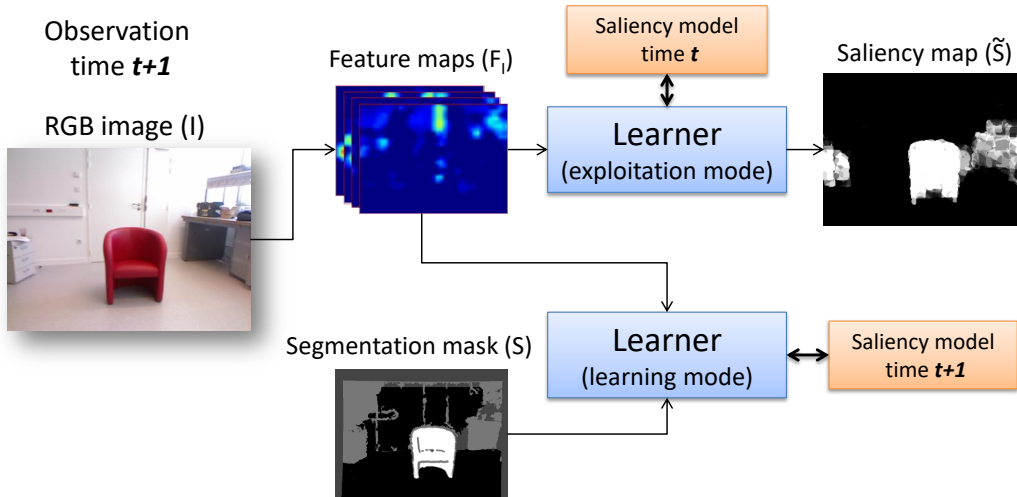 Observation
time t+1
RGB image (I)
Feature maps (F_I)
Saliency model
time t
Learner
(exploitation mode)
Saliency map (S̃)
Segmentation mask (S)
Learner
(learning mode)
Saliency model
time t+1